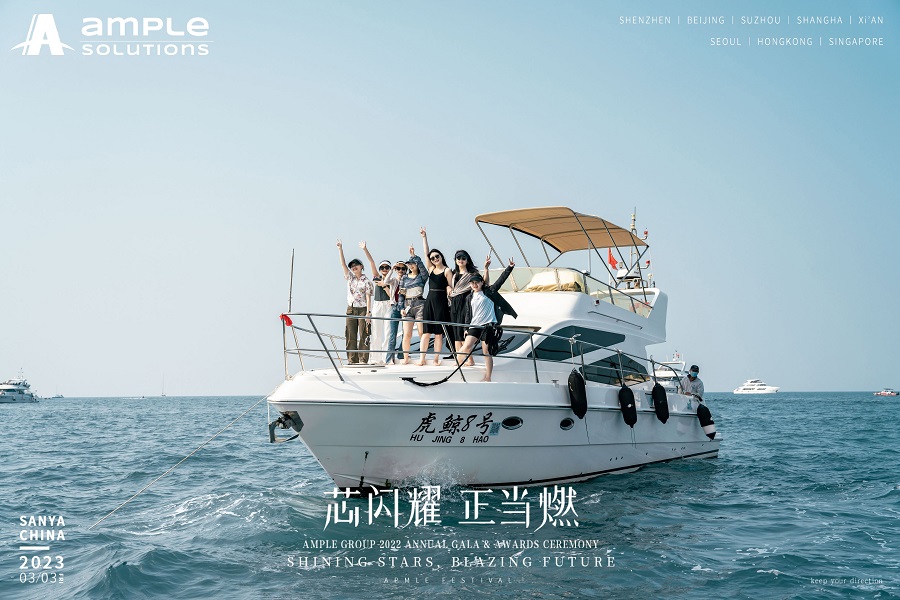 AMPLE
SOLUTIONS
SHENZHEN | BEIJING | SUZHOU | SHANGHA | XI'AN
SEOUL | HONGKONG | SINGAPORE
虎鲸8号
HU JING 8 HAO
芯闪耀 正当燃
AMPLE GROUP 2022 ANNUAL GALA & AWARDS CEREMONY
SHINING STARS, BLAZING FUTURE
APMLE FESTIVAL
SANYA
CHINA
2023
03/03
keep your direction